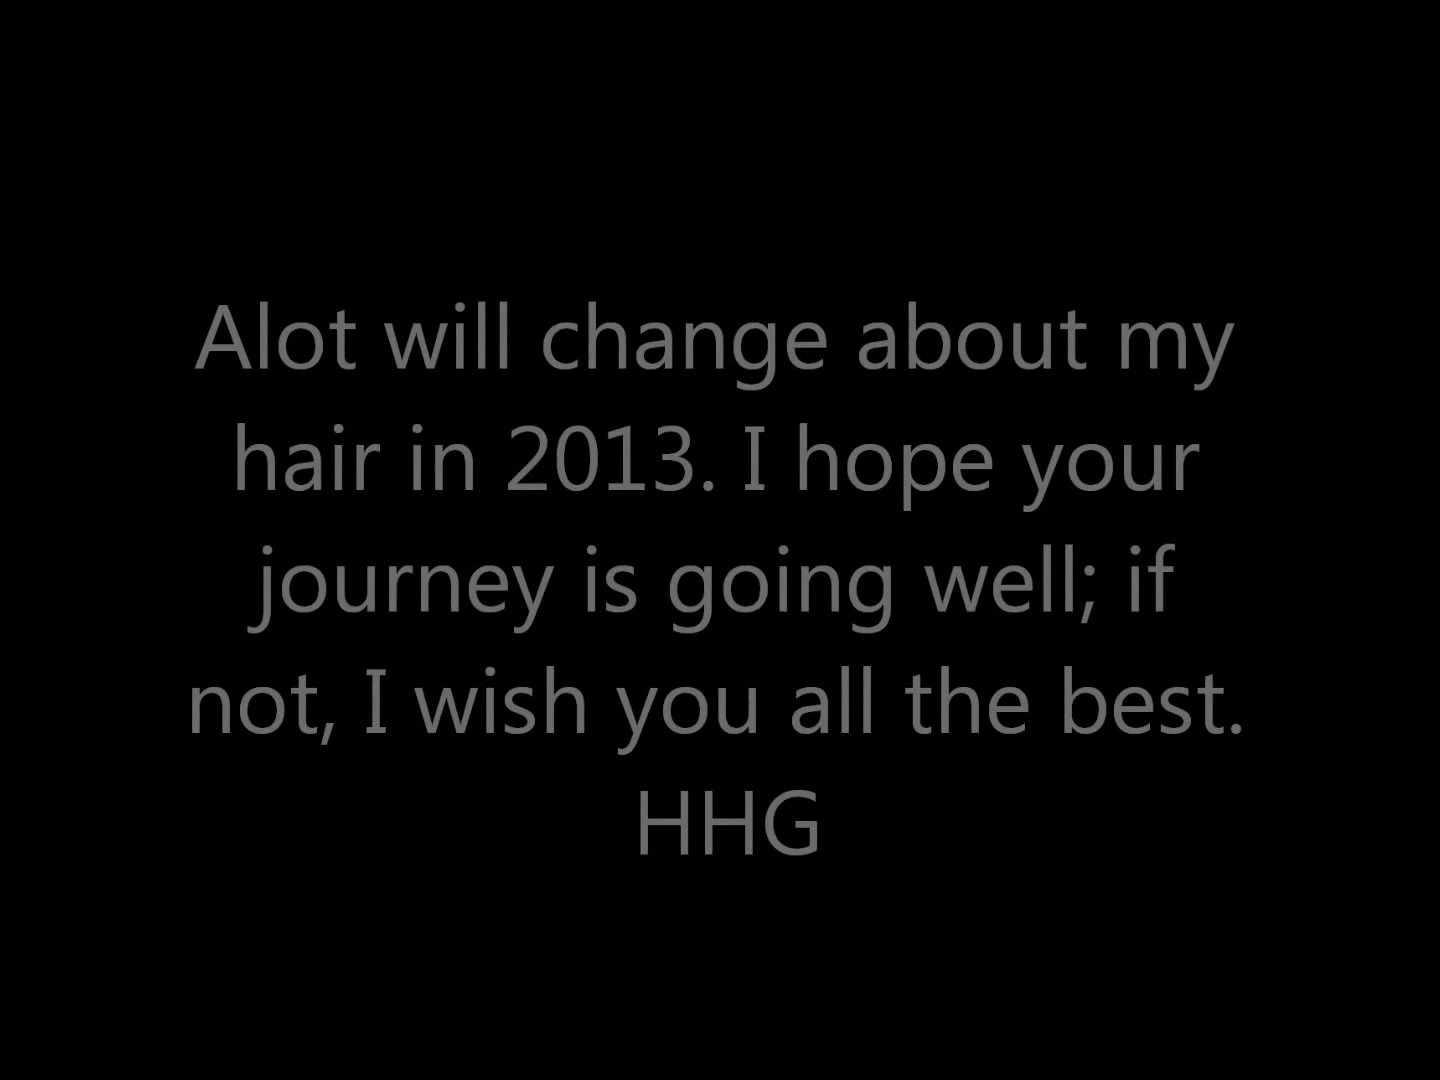 Alot will change about my
hair in 2013. I hope your
journey is going well; if
not, I wish you all the best.
HHG